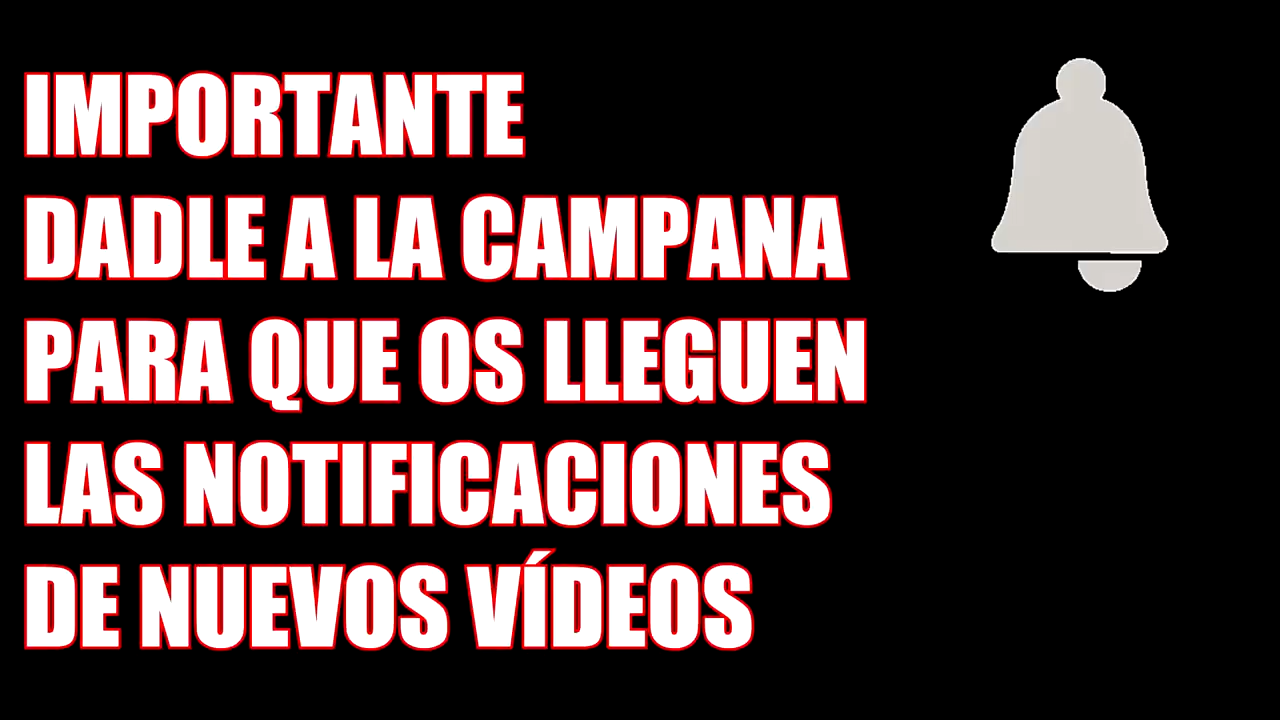 IMPORTANTE
DADLE A LA CAMPANA
PARA QUE OS LLEGUEN
LAS NOTIFICACIONES
DE NUEVOS VÍDEOS